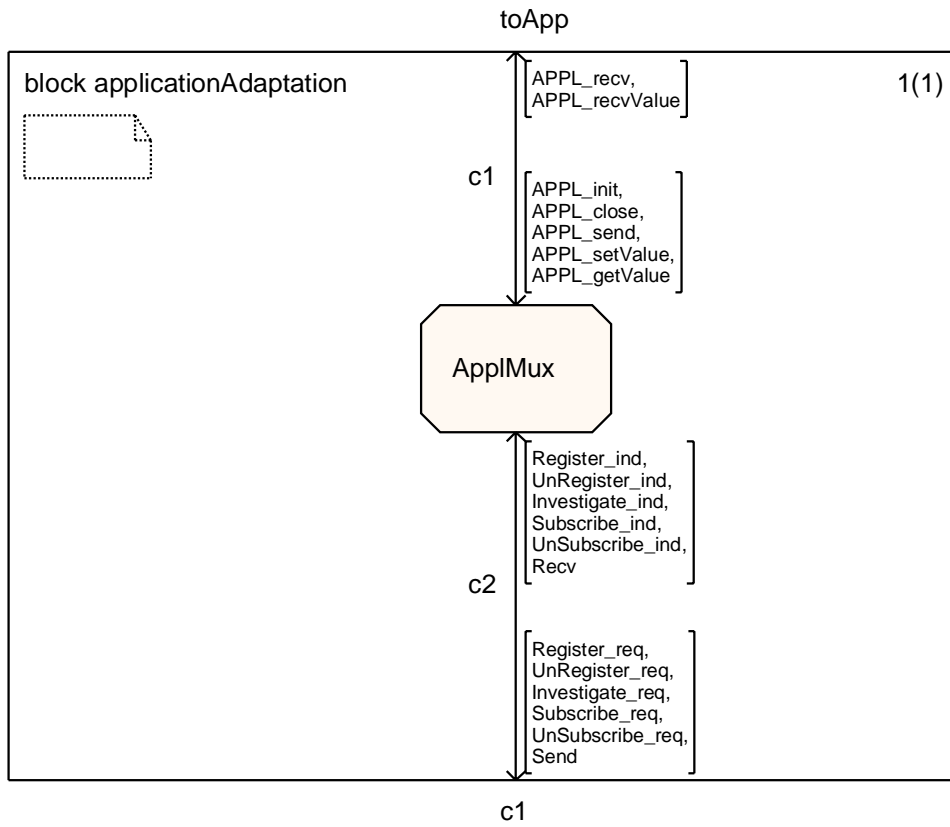 toApp
block applicationAdaptation
1(1)
APPL_recv,
APPL_recvValue
c1
APPL_init,
APPL_close,
APPL_send,
APPL_setValue,
APPL_getValue
ApplMux
Register_ind,
UnRegister_ind,
Investigate_ind,
Subscribe_ind,
UnSubscribe_ind,
Recv
c2
Register_req,
UnRegister_req,
Investigate_req,
Subscribe_req,
UnSubscribe_req,
Send
c1